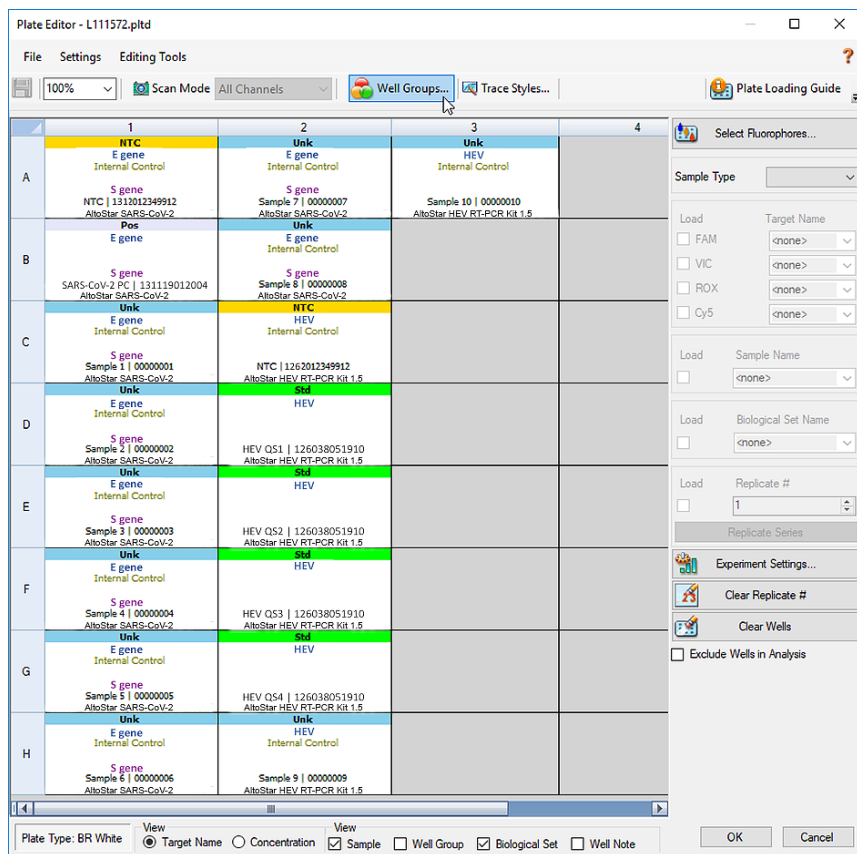 Plate Editor - L111572.pltd
File Settings Editing Tools ?
100% Scan Mode All Channels Well Groups... Trace Styles... Plate Loading Guide
1 2 3 4
A
NTC
E gene
Internal Control
S gene
NTC | 1312012349912
AltoStar SARS-CoV-2
Unk
E gene
Internal Control
S gene
Sample 7 | 00000007
AltoStar SARS-CoV-2
Unk
HEV
Internal Control
Sample 10 | 00000010
AltoStar HEV RT-PCR Kit 1.5
B
Pos
E gene
S gene
SARS-CoV-2 PC | 131119012004
AltoStar SARS-CoV-2
Unk
E gene
Internal Control
S gene
Sample 8 | 00000008
AltoStar SARS-CoV-2
C
Unk
E gene
Internal Control
S gene
Sample 1 | 00000001
AltoStar SARS-CoV-2
NTC
HEV
Internal Control
NTC | 1262012349912
AltoStar HEV RT-PCR Kit 1.5
D
Unk
E gene
Internal Control
S gene
Sample 2 | 00000002
AltoStar SARS-CoV-2
Std
HEV
HEV QS1 | 126038051910
AltoStar HEV RT-PCR Kit 1.5
E
Unk
E gene
Internal Control
S gene
Sample 3 | 00000003
AltoStar SARS-CoV-2
Std
HEV
HEV QS2 | 126038051910
AltoStar HEV RT-PCR Kit 1.5
F
Unk
E gene
Internal Control
S gene
Sample 4 | 00000004
AltoStar SARS-CoV-2
Std
HEV
HEV QS3 | 126038051910
AltoStar HEV RT-PCR Kit 1.5
G
Unk
E gene
Internal Control
S gene
Sample 5 | 00000005
AltoStar SARS-CoV-2
Std
HEV
HEV QS4 | 126038051910
AltoStar HEV RT-PCR Kit 1.5
H
Unk
E gene
Internal Control
S gene
Sample 6 | 00000006
AltoStar SARS-CoV-2
Unk
HEV
Internal Control
Sample 9 | 00000009
AltoStar HEV RT-PCR Kit 1.5
Select Fluorophores...
Sample Type
Load Target Name
FAM <none>
VIC <none>
ROX <none>
Cy5 <none>
Load Sample Name
<none>
Load Biological Set Name
<none>
Load Replicate #
1
Replicate Series
Experiment Settings...
Clear Replicate #
Clear Wells
Exclude Wells in Analysis
Plate Type: BR White
View
Target Name Concentration
View
Sample Well Group Biological Set Well Note
OK Cancel